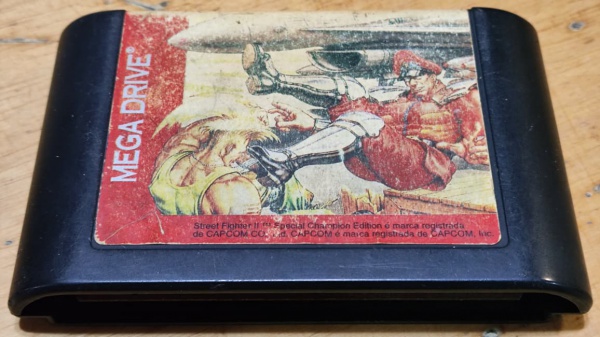 MEGA DRIVE®
Street Fighter II ™ Special Champion Edition é marca registrada
de CAPCOM CO., Ltd. CAPCOM é marca registrada de CAPCOM, Inc.